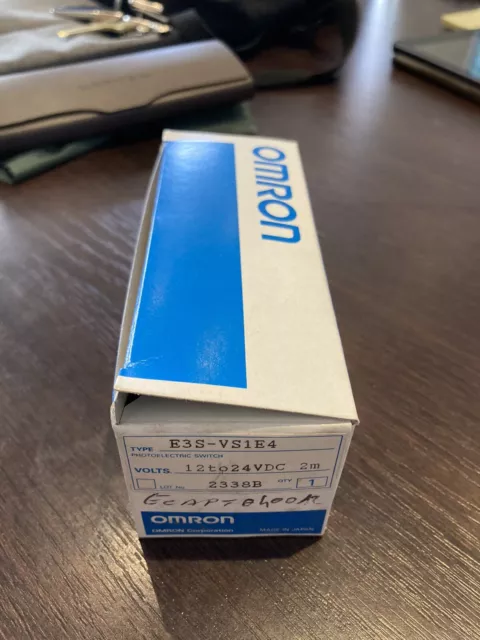 OMRON
TYPE E3S-VS1E4
PHOTOELECTRIC SWITCH
VOLTS 12to24VDC 2m
LOT No. 2338B QTY 1
OMRON
OMRON Corporation MADE IN JAPAN